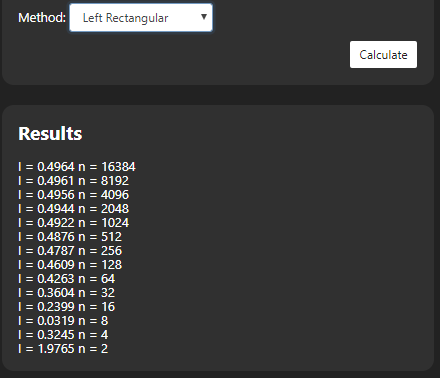 Method: Left Rectangular
Calculate
Results
I = 0.4964 n = 16384
I = 0.4961 n = 8192
I = 0.4956 n = 4096
I = 0.4944 n = 2048
I = 0.4922 n = 1024
I = 0.4876 n = 512
I = 0.4787 n = 256
I = 0.4609 n = 128
I = 0.4263 n = 64
I = 0.3604 n = 32
I = 0.2399 n = 16
I = 0.0319 n = 8
I = 0.3245 n = 4
I = 1.9765 n = 2